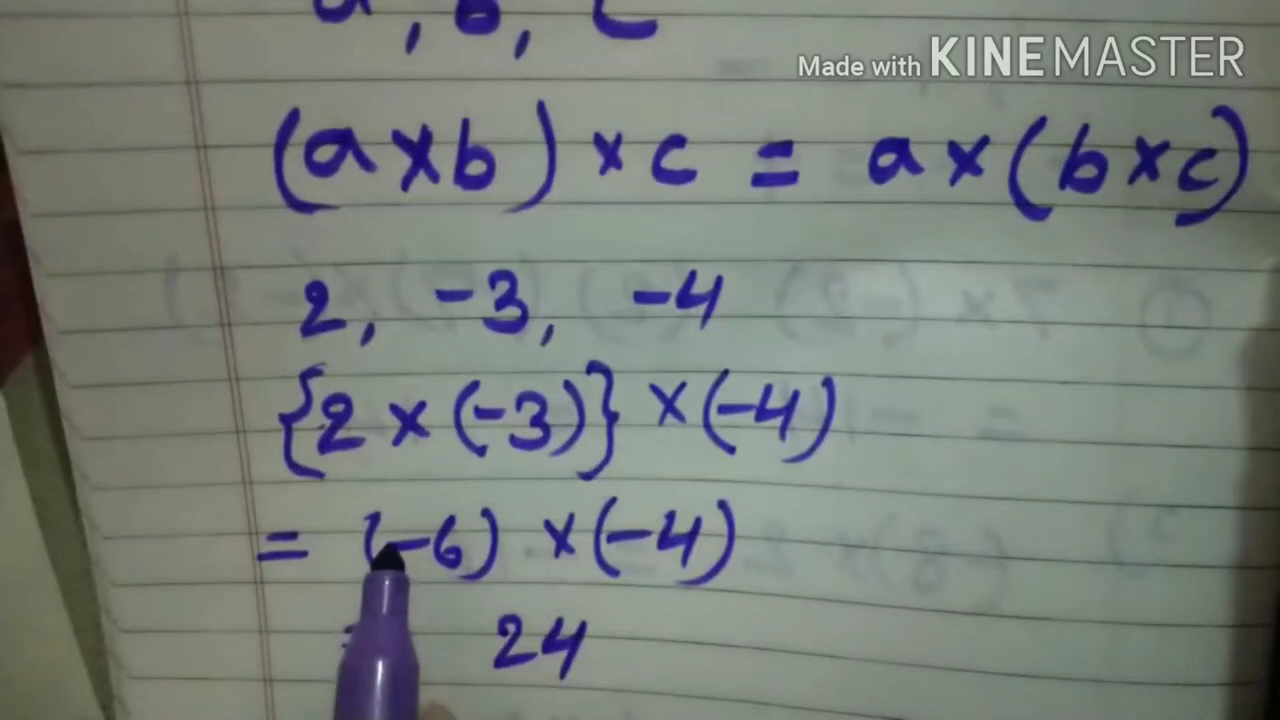 a, b, c
Made with KINEMASTER
(a×b)×c = a×(b×c)
2, -3, -4
{2 × (-3)} × (-4)
= (-6) × (-4)
= 24